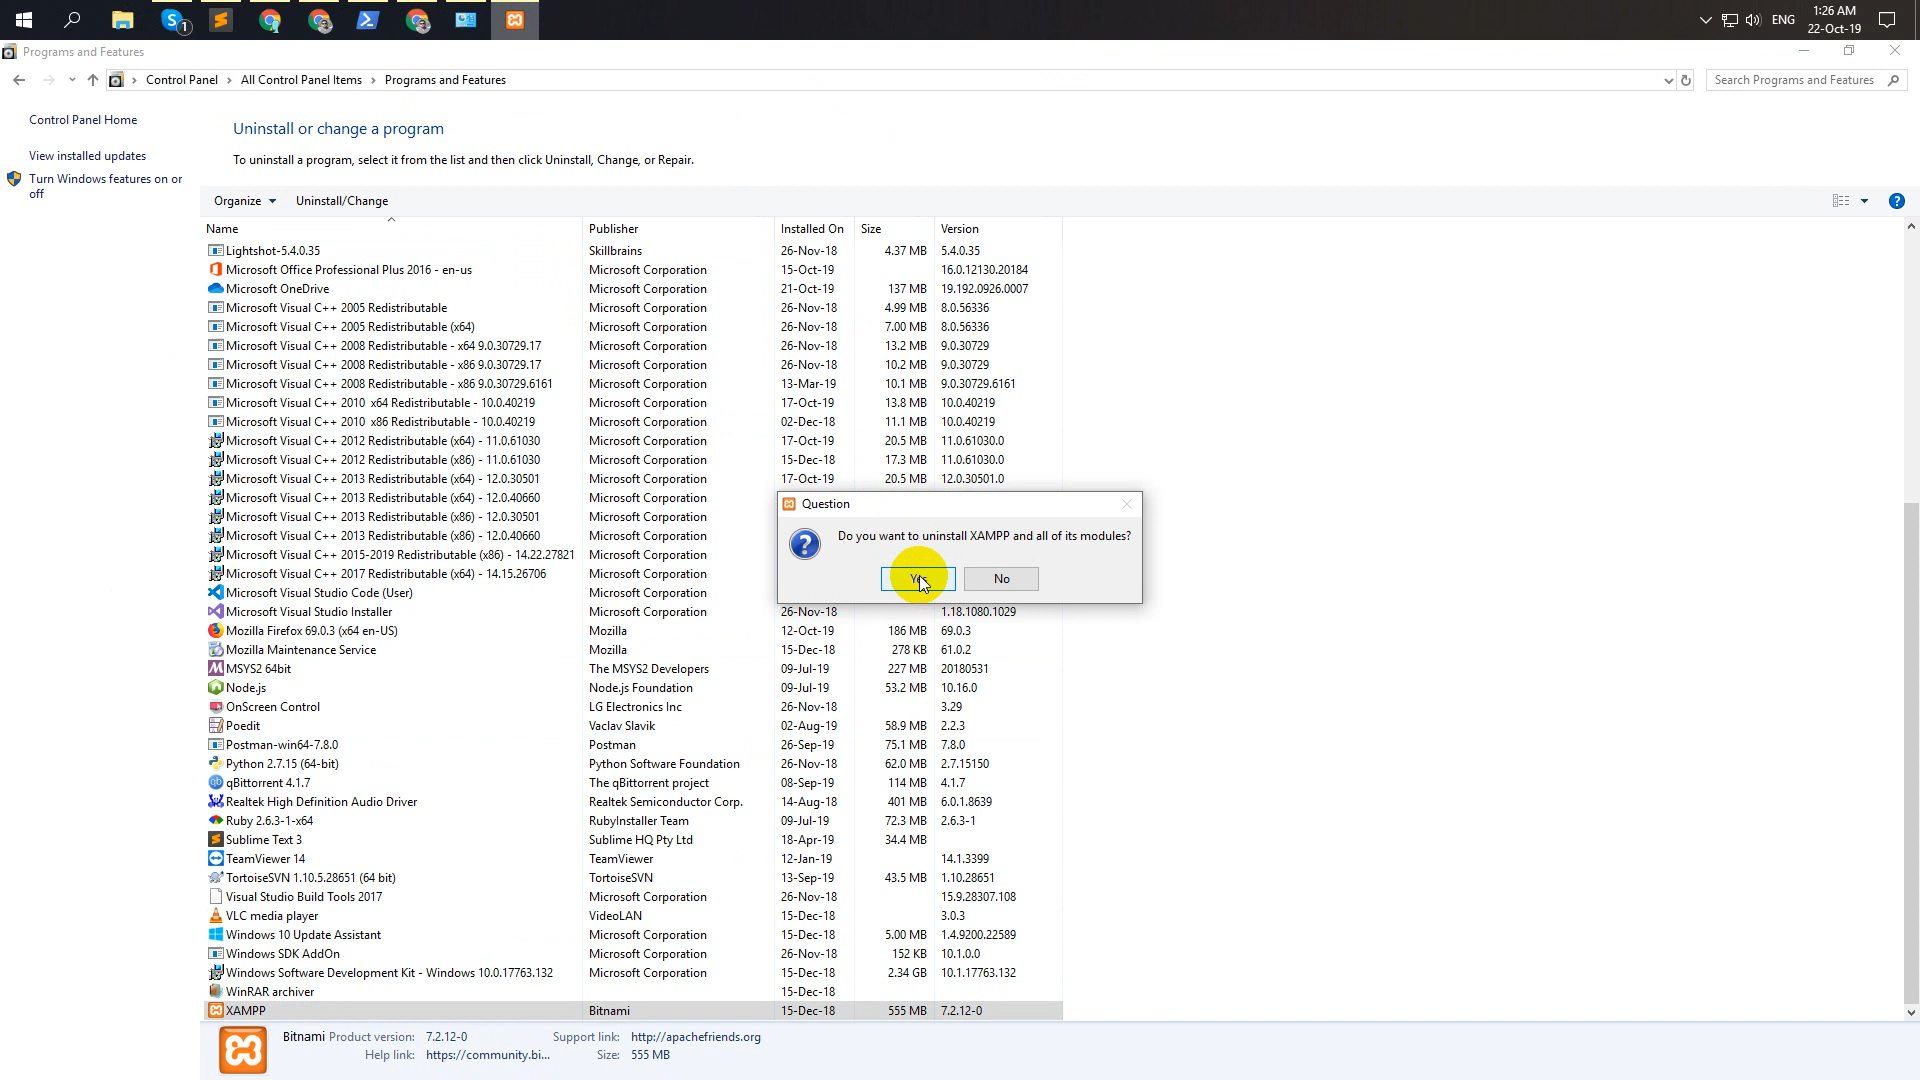 1
ENG
1:26 AM
22-Oct-19
Programs and Features
Control Panel > All Control Panel Items > Programs and Features
Search Programs and Features
Control Panel Home
View installed updates
Turn Windows features on or
off
Uninstall or change a program
To uninstall a program, select it from the list and then click Uninstall, Change, or Repair.
Organize Uninstall/Change
Name Publisher Installed On Size Version
Lightshot-5.4.0.35 Skillbrains 26-Nov-18 4.37 MB 5.4.0.35
Microsoft Office Professional Plus 2016 - en-us Microsoft Corporation 15-Oct-19 16.0.12130.20184
Microsoft OneDrive Microsoft Corporation 21-Oct-19 137 MB 19.192.0926.0007
Microsoft Visual C++ 2005 Redistributable Microsoft Corporation 26-Nov-18 4.99 MB 8.0.56336
Microsoft Visual C++ 2005 Redistributable (x64) Microsoft Corporation 26-Nov-18 7.00 MB 8.0.56336
Microsoft Visual C++ 2008 Redistributable - x64 9.0.30729.17 Microsoft Corporation 26-Nov-18 13.2 MB 9.0.30729
Microsoft Visual C++ 2008 Redistributable - x86 9.0.30729.17 Microsoft Corporation 26-Nov-18 10.2 MB 9.0.30729
Microsoft Visual C++ 2008 Redistributable - x86 9.0.30729.6161 Microsoft Corporation 13-Mar-19 10.1 MB 9.0.30729.6161
Microsoft Visual C++ 2010 x64 Redistributable - 10.0.40219 Microsoft Corporation 17-Oct-19 13.8 MB 10.0.40219
Microsoft Visual C++ 2010 x86 Redistributable - 10.0.40219 Microsoft Corporation 02-Dec-18 11.1 MB 10.0.40219
Microsoft Visual C++ 2012 Redistributable (x64) - 11.0.61030 Microsoft Corporation 17-Oct-19 20.5 MB 11.0.61030.0
Microsoft Visual C++ 2012 Redistributable (x86) - 11.0.61030 Microsoft Corporation 15-Dec-18 17.3 MB 11.0.61030.0
Microsoft Visual C++ 2013 Redistributable (x64) - 12.0.30501 Microsoft Corporation 17-Oct-19 20.5 MB 12.0.30501.0
Microsoft Visual C++ 2013 Redistributable (x64) - 12.0.40660 Microsoft Corporation
Microsoft Visual C++ 2013 Redistributable (x86) - 12.0.30501 Microsoft Corporation
Microsoft Visual C++ 2013 Redistributable (x86) - 12.0.40660 Microsoft Corporation
Microsoft Visual C++ 2015-2019 Redistributable (x86) - 14.22.27821 Microsoft Corporation
Microsoft Visual C++ 2017 Redistributable (x64) - 14.15.26706 Microsoft Corporation
Microsoft Visual Studio Code (User) Microsoft Corporation
Microsoft Visual Studio Installer Microsoft Corporation 26-Nov-18 1.18.1080.1029
Mozilla Firefox 69.0.3 (x64 en-US) Mozilla 12-Oct-19 186 MB 69.0.3
Mozilla Maintenance Service Mozilla 15-Dec-18 278 KB 61.0.2
MSYS2 64bit The MSYS2 Developers 09-Jul-19 227 MB 20180531
Node.js Node.js Foundation 09-Jul-19 53.2 MB 10.16.0
OnScreen Control LG Electronics Inc 26-Nov-18 3.29
Poedit Vaclav Slavik 02-Aug-19 58.9 MB 2.2.3
Postman-win64-7.8.0 Postman 26-Sep-19 75.1 MB 7.8.0
Python 2.7.15 (64-bit) Python Software Foundation 26-Nov-18 62.0 MB 2.7.15150
qBittorrent 4.1.7 The qBittorrent project 08-Sep-19 114 MB 4.1.7
Realtek High Definition Audio Driver Realtek Semiconductor Corp. 14-Aug-18 401 MB 6.0.1.8639
Ruby 2.6.3-1-x64 RubyInstaller Team 09-Jul-19 72.3 MB 2.6.3-1
Sublime Text 3 Sublime HQ Pty Ltd 18-Apr-19 34.4 MB
TeamViewer 14 TeamViewer 12-Jan-19 14.1.3399
TortoiseSVN 1.10.5.28651 (64 bit) TortoiseSVN 13-Sep-19 43.5 MB 1.10.28651
Visual Studio Build Tools 2017 Microsoft Corporation 26-Nov-18 15.9.28307.108
VLC media player VideoLAN 15-Dec-18 3.0.3
Windows 10 Update Assistant Microsoft Corporation 15-Dec-18 5.00 MB 1.4.9200.22589
Windows SDK AddOn Microsoft Corporation 26-Nov-18 152 KB 10.1.0.0
Windows Software Development Kit - Windows 10.0.17763.132 Microsoft Corporation 15-Dec-18 2.34 GB 10.1.17763.132
WinRAR archiver 15-Dec-18
XAMPP Bitnami 15-Dec-18 555 MB 7.2.12-0
Question
Do you want to uninstall XAMPP and all of its modules?
Yes No
Bitnami Product version: 7.2.12-0 Support link: http://apachefriends.org
Help link: https://community.bi... Size: 555 MB